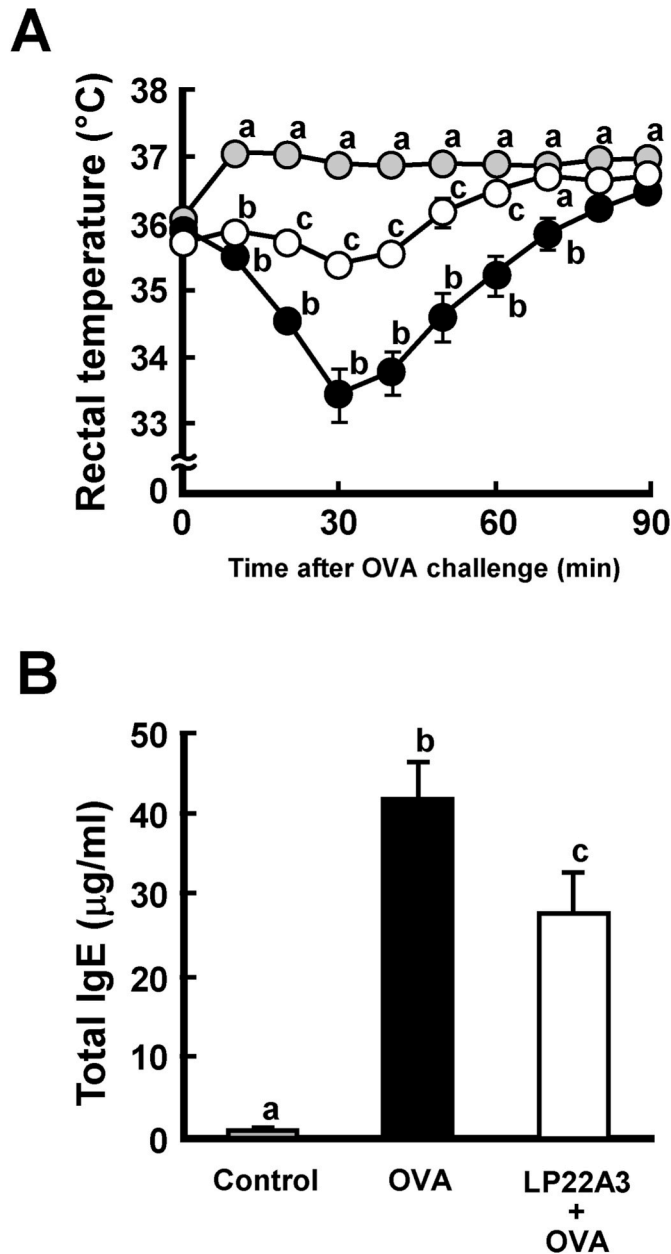 A
Rectal temperature (°C)
38
37
36
35
34
33
0
a a a a a a a a a
b c c c c c a
b b b b b b b
0 30 60 90
Time after OVA challenge (min)
B
Total IgE (μg/ml)
50
40
30
20
10
0
a
b
c
Control OVA LP22A3
+
OVA